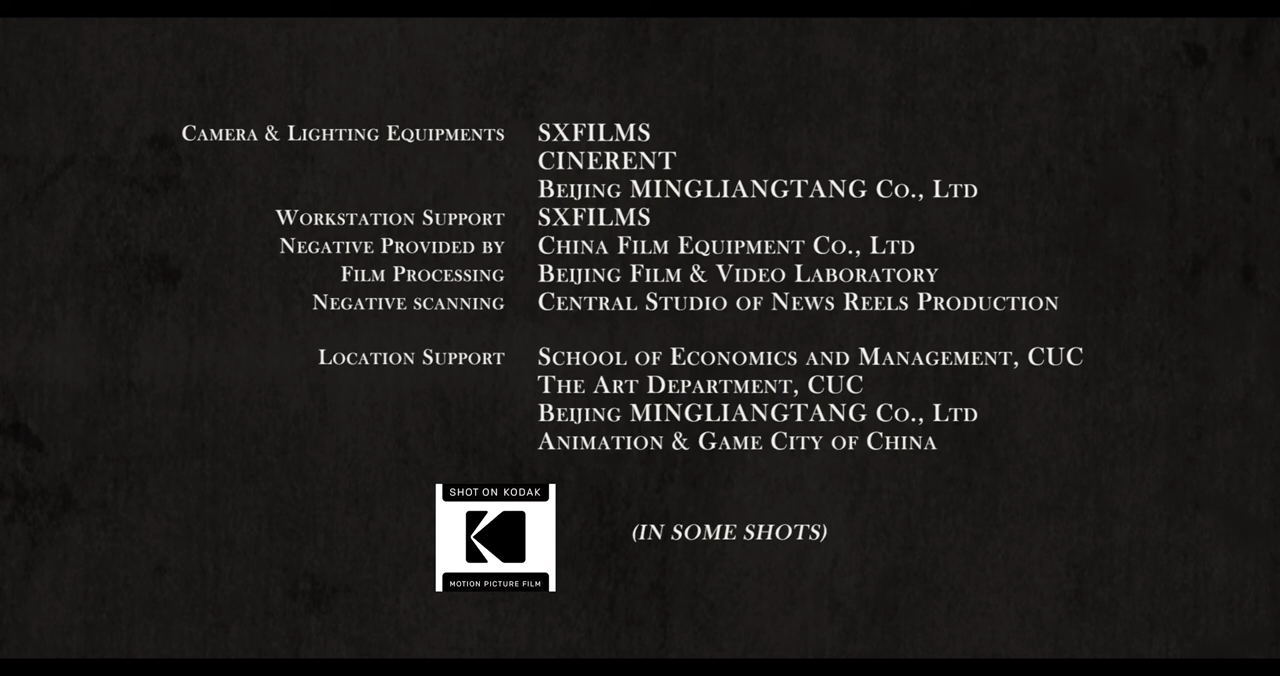 Camera & Lighting Equipments SXFILMS
CINERENT
Beijing MINGLIANGTANG Co., Ltd
Workstation Support SXFILMS
Negative Provided by China Film Equipment Co., Ltd
Film Processing Beijing Film & Video Laboratory
Negative scanning Central Studio of News Reels Production
Location Support School of Economics and Management, CUC
The Art Department, CUC
Beijing MINGLIANGTANG Co., Ltd
Animation & Game City of China
SHOT ON KODAK
K
(IN SOME SHOTS)
MOTION PICTURE FILM